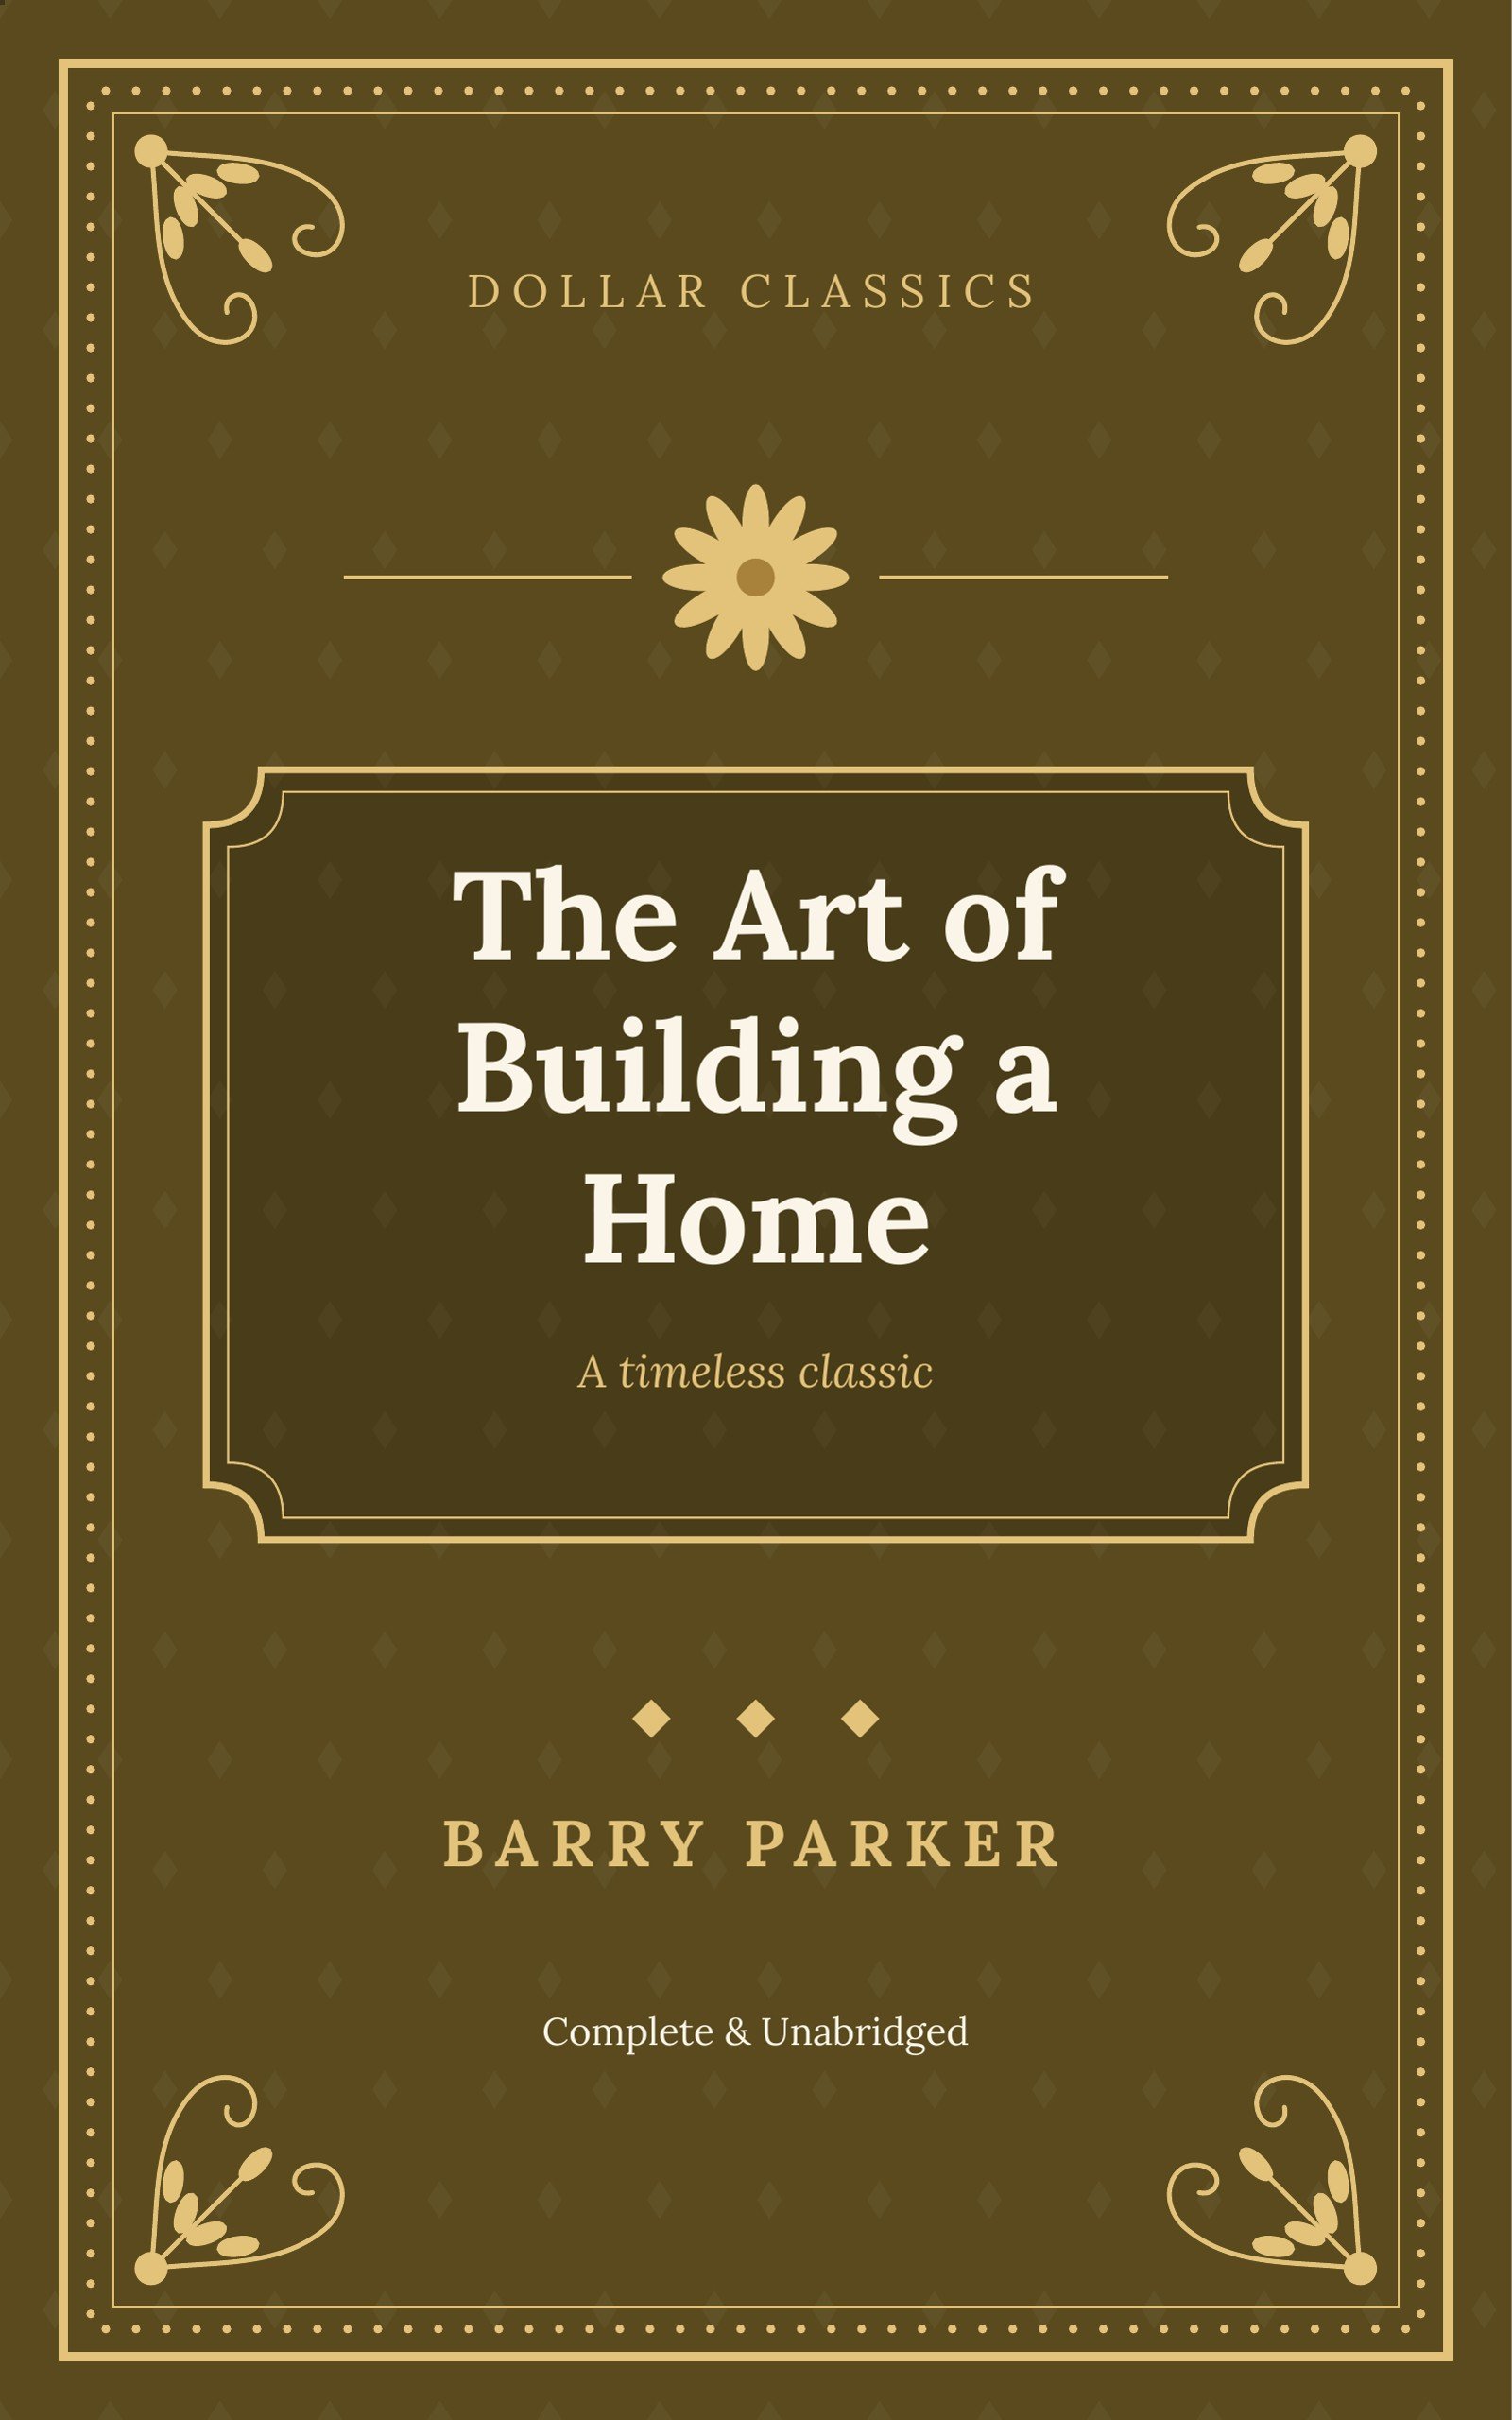 DOLLAR CLASSICS
The Art of
Building a
Home
A timeless classic
BARRY PARKER
Complete & Unabridged